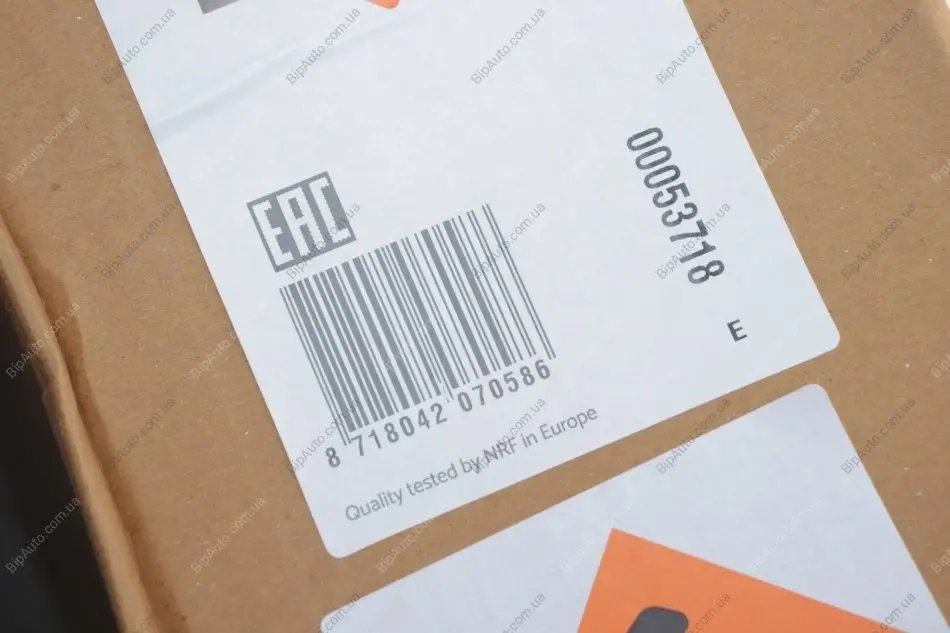 EAC
00053718
E
8 718042 070586
Quality tested by NRF in Europe
BipAuto.com.ua